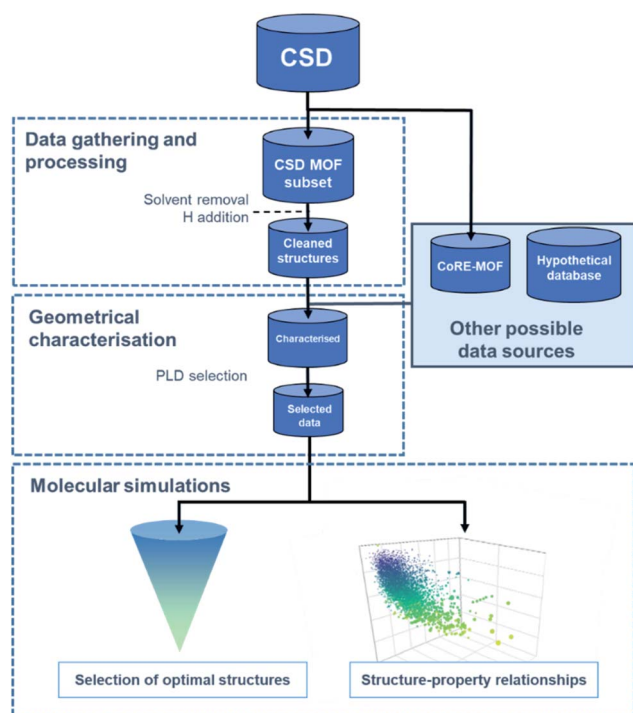 CSD
Data gathering and
processing
CSD MOF
subset
Solvent removal
H addition
Cleaned
structures
CoRE-MOF
Hypothetical
database
Other possible
data sources
Geometrical
characterisation
Characterised
PLD selection
Selected
data
Molecular simulations
Selection of optimal structures
Structure-property relationships